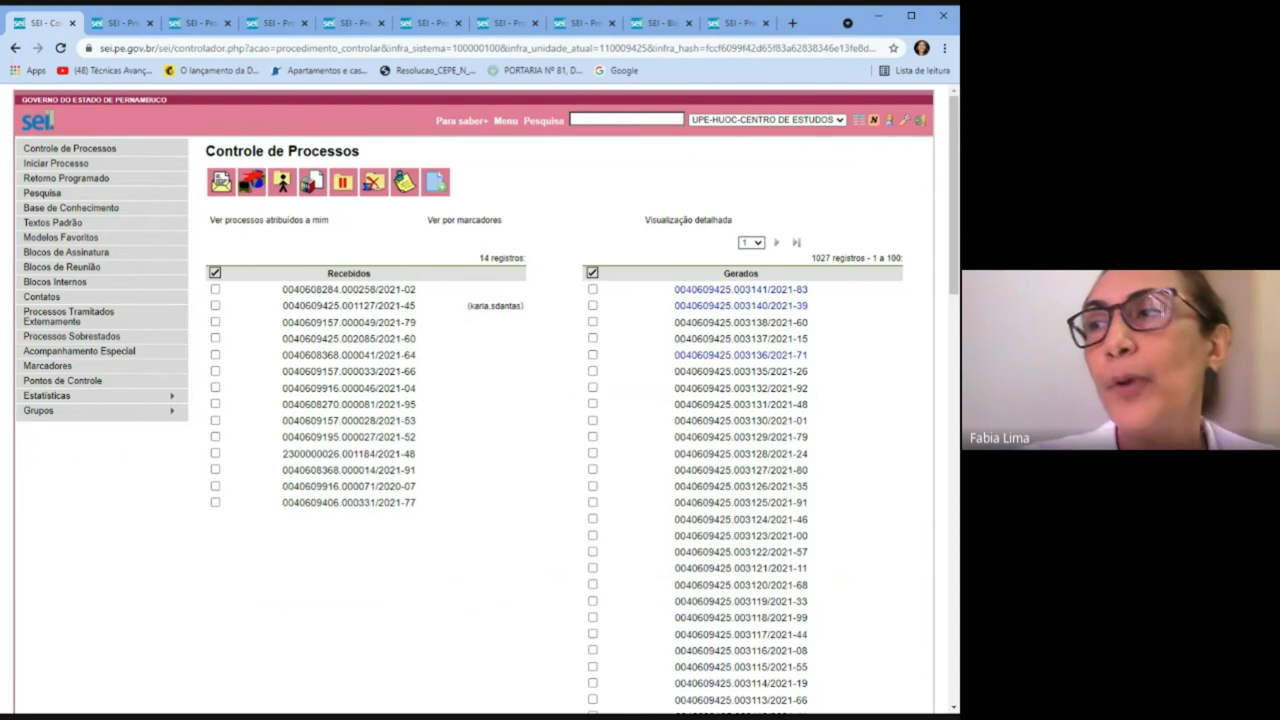 SEI - Co
SEI - Pro
SEI - Pro
SEI - Pro
SEI - Pro
SEI - Pro
SEI - Pro
SEI - Pro
SEI - Blo
SEI - Pro
sei.pe.gov.br/sei/controlador.php?acao=procedimento_controlar&infra_sistema=100000100&infra_unidade_atual=110009425&infra_hash=fccf6099f42d65f83a62838346e13fe8d...
Apps
(48) Técnicas Avanç...
O lançamento da D...
Apartamentos e cas...
Resolucao_CEPE_N_...
PORTARIA Nº 81, D...
Google
Lista de leitura
GOVERNO DO ESTADO DE PERNAMBUCO
sei!
Para saber+ Menu Pesquisa
UPE-HUOC-CENTRO DE ESTUDOS
N
Controle de Processos
Iniciar Processo
Retorno Programado
Pesquisa
Base de Conhecimento
Textos Padrão
Modelos Favoritos
Blocos de Assinatura
Blocos de Reunião
Blocos Internos
Contatos
Processos Tramitados
Externamente
Processos Sobrestados
Acompanhamento Especial
Marcadores
Pontos de Controle
Estatísticas
Grupos
Controle de Processos
Ver processos atribuídos a mim
Ver por marcadores
Visualização detalhada
1
14 registros:
Recebidos
0040608284.000258/2021-02
0040609425.001127/2021-45 (karia.sdantas)
0040609157.000049/2021-79
0040609425.002085/2021-60
0040608368.000041/2021-64
0040609157.000033/2021-66
0040609916.000046/2021-04
0040608270.000081/2021-95
0040609157.000028/2021-53
0040609195.000027/2021-52
2300000026.001184/2021-48
0040608368.000014/2021-91
0040609916.000071/2020-07
0040609406.000331/2021-77
1027 registros - 1 a 100:
Gerados
0040609425.003141/2021-83
0040609425.003140/2021-39
0040609425.003138/2021-60
0040609425.003137/2021-15
0040609425.003136/2021-71
0040609425.003135/2021-26
0040609425.003132/2021-92
0040609425.003131/2021-48
0040609425.003130/2021-01
0040609425.003129/2021-79
0040609425.003128/2021-24
0040609425.003127/2021-80
0040609425.003126/2021-35
0040609425.003125/2021-91
0040609425.003124/2021-46
0040609425.003123/2021-00
0040609425.003122/2021-57
0040609425.003121/2021-11
0040609425.003120/2021-68
0040609425.003119/2021-33
0040609425.003118/2021-99
0040609425.003117/2021-44
0040609425.003116/2021-08
0040609425.003115/2021-55
0040609425.003114/2021-19
0040609425.003113/2021-66
Fabia Lima